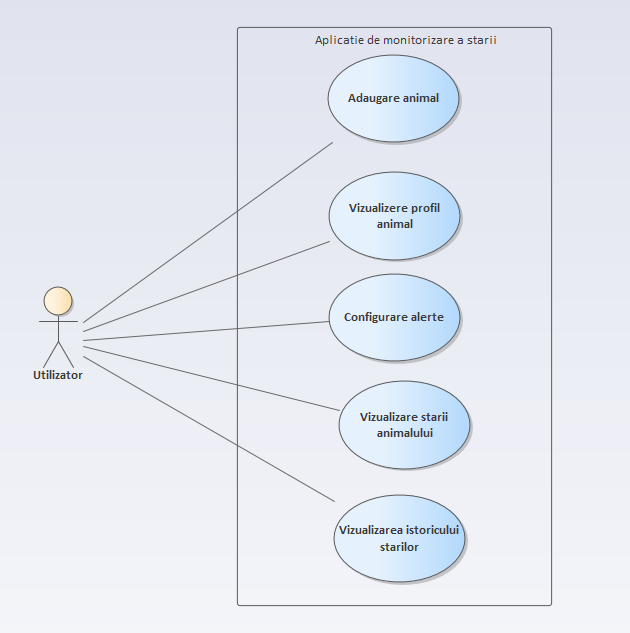 Aplicatie de monitorizare a starii
Adaugare animal
Vizualizere profil
animal
Configurare alerte
Utilizator
Vizualizare starii
animalului
Vizualizarea istoricului
starilor